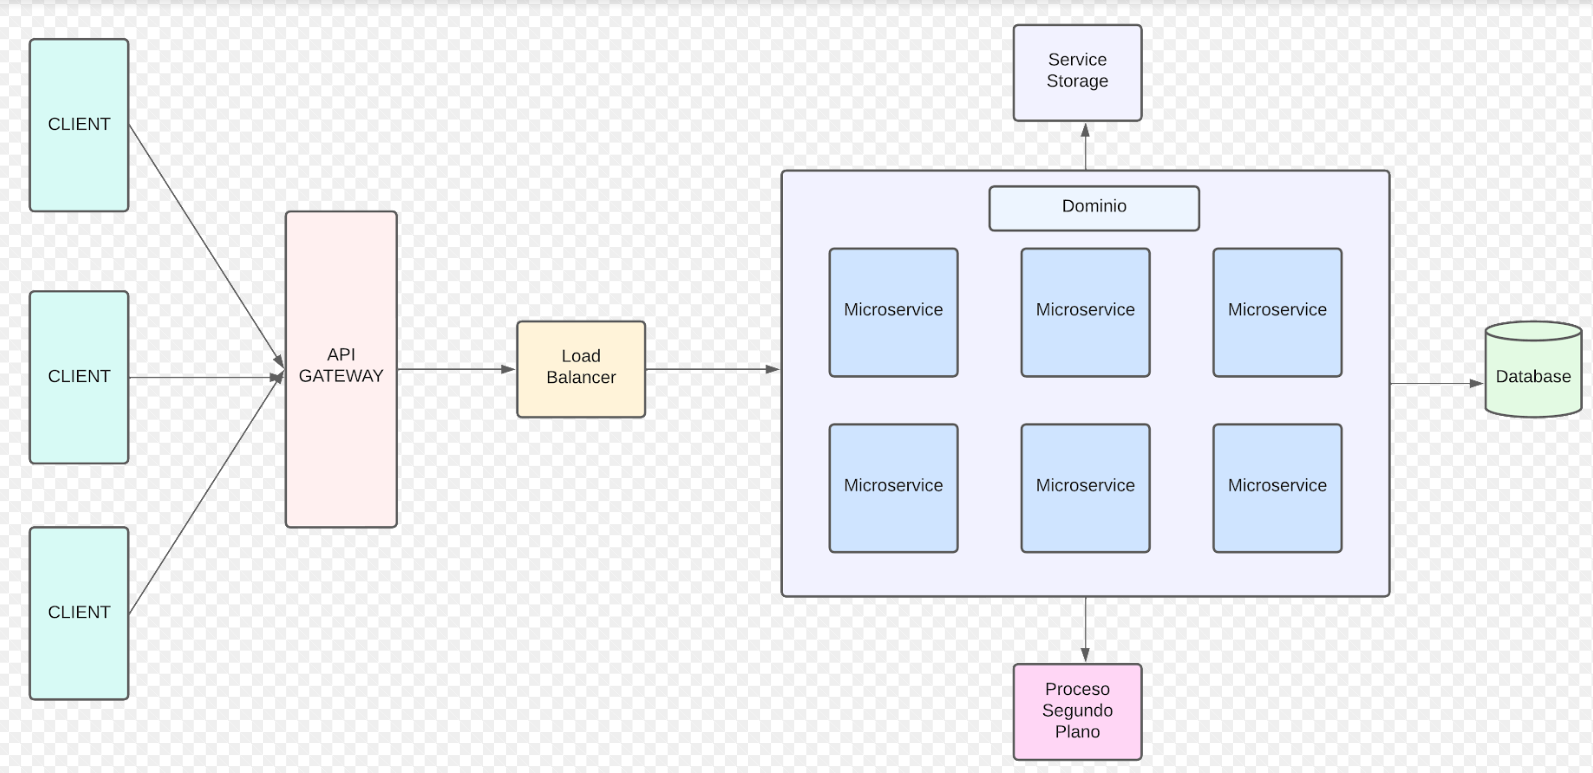 CLIENT
CLIENT
CLIENT
API
GATEWAY
Load
Balancer
Service
Storage
Dominio
Microservice
Microservice
Microservice
Microservice
Microservice
Microservice
Database
Proceso
Segundo
Plano